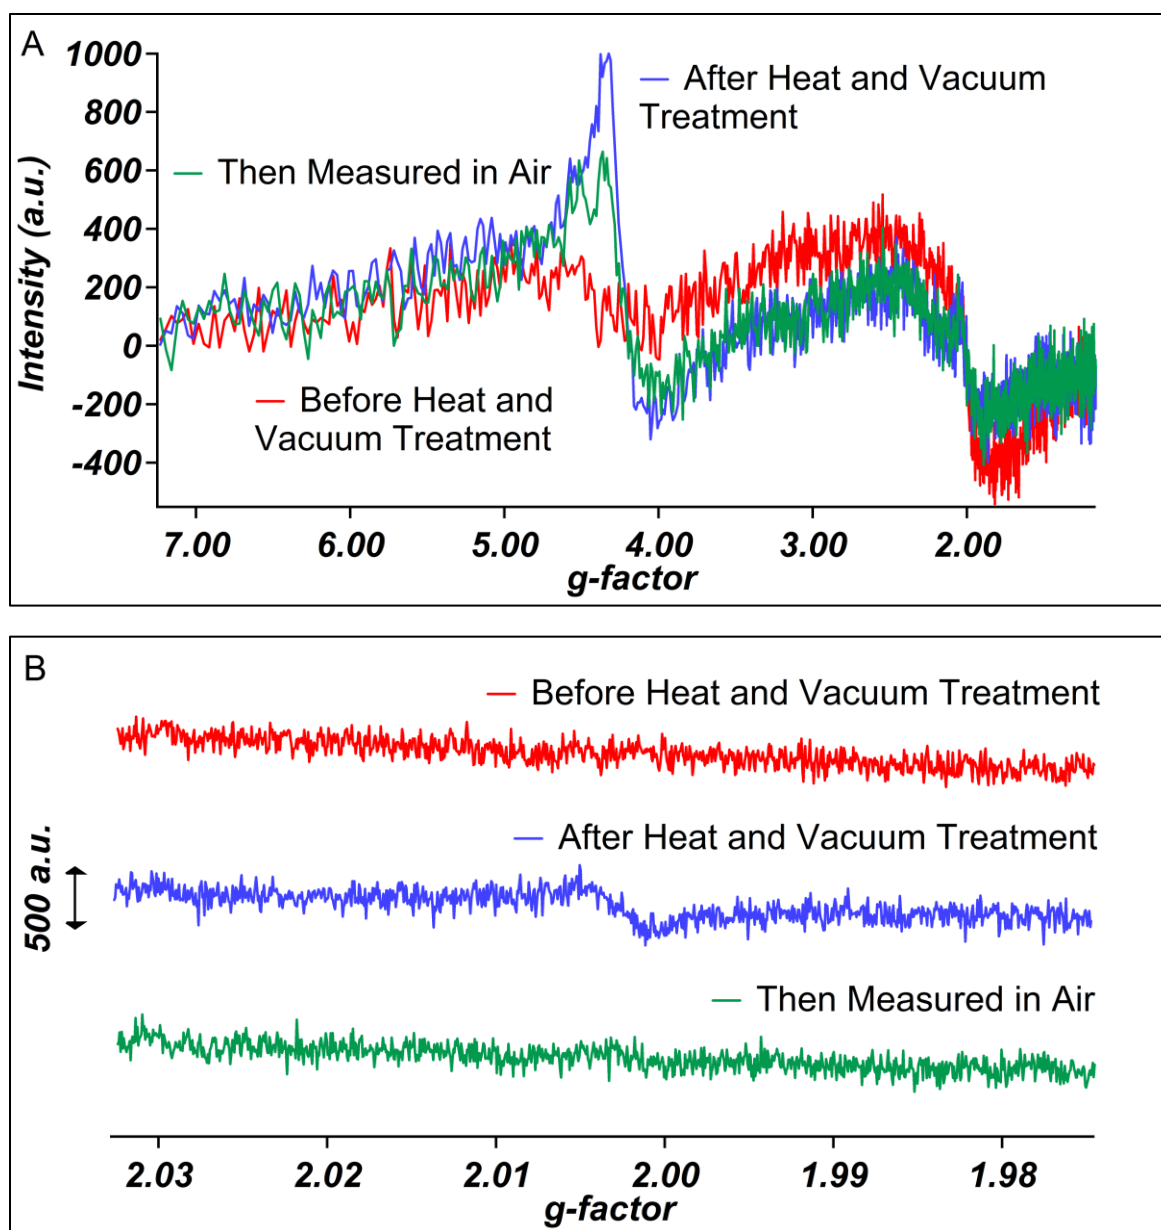 A
1000
800
600
400
200
0
-200
-400
Intensity (a.u.)
After Heat and Vacuum
Treatment
Then Measured in Air
Before Heat and
Vacuum Treatment
7.00 6.00 5.00 4.00 3.00 2.00
g-factor
B
Before Heat and Vacuum Treatment
After Heat and Vacuum Treatment
500 a.u.
Then Measured in Air
2.03 2.02 2.01 2.00 1.99 1.98
g-factor